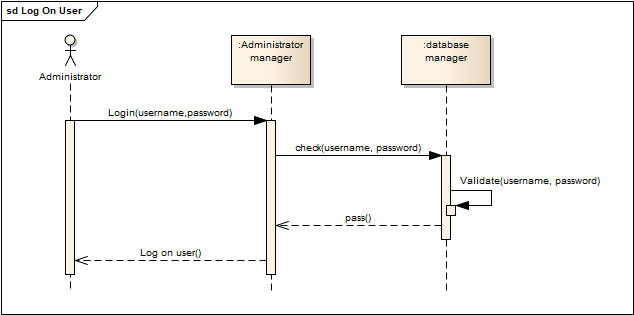 sd Log On User
:Administrator
manager
:database
manager
Administrator
Login(username,password)
check(username, password)
Validate(username, password)
pass()
Log on user()